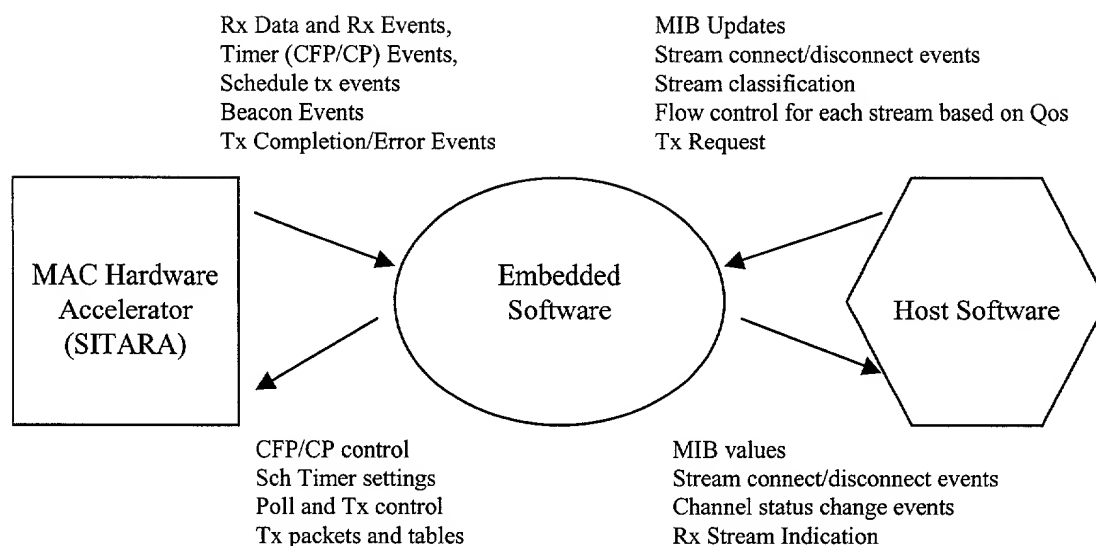 Rx Data and Rx Events,
Timer (CFP/CP) Events,
Schedule tx events
Beacon Events
Tx Completion/Error Events
MIB Updates
Stream connect/disconnect events
Stream classification
Flow control for each stream based on Qos
Tx Request
MAC Hardware
Accelerator
(SITARA)
Embedded
Software
Host Software
CFP/CP control
Sch Timer settings
Poll and Tx control
Tx packets and tables
MIB values
Stream connect/disconnect events
Channel status change events
Rx Stream Indication